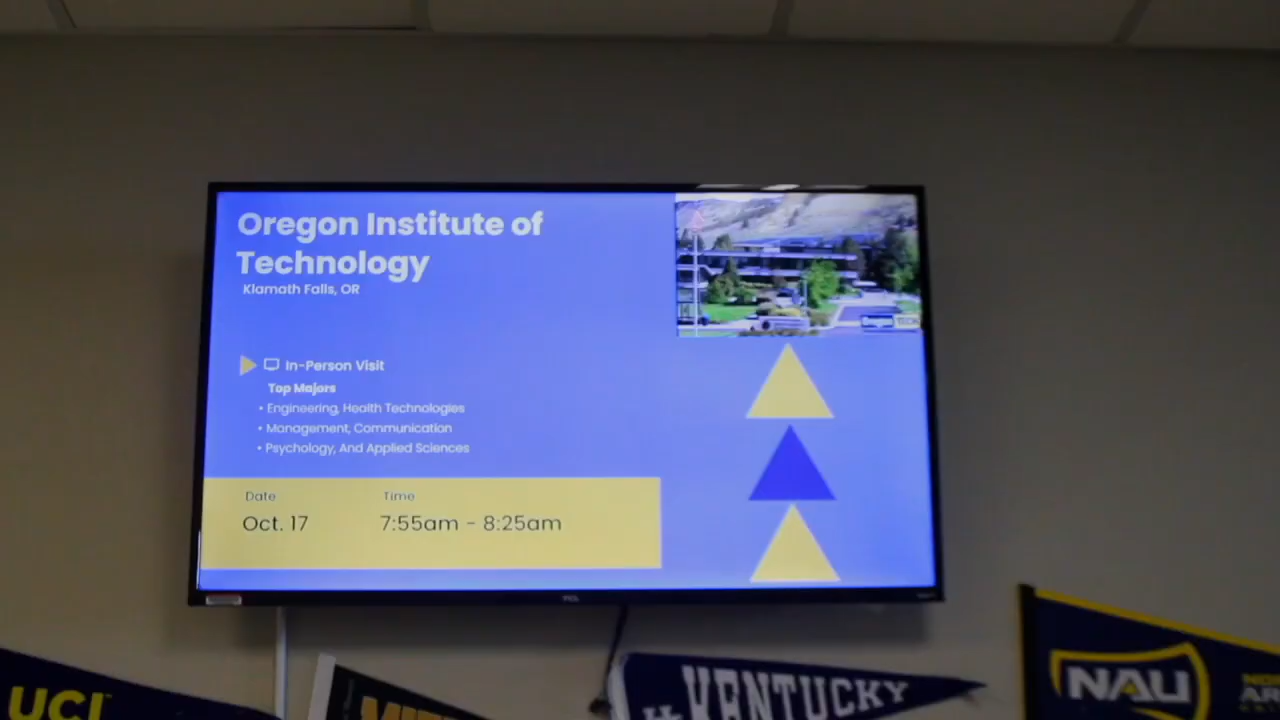 Oregon Institute of
Technology
Klamath Falls, OR
In-Person Visit
Top Majors
• Engineering, Health Technologies
• Management, Communication
• Psychology, And Applied Sciences
Date
Time
Oct. 17
7:55am - 8:25am
TCL
UCI
KENTUCKY
NAU